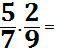 5/7 . 2/9 =